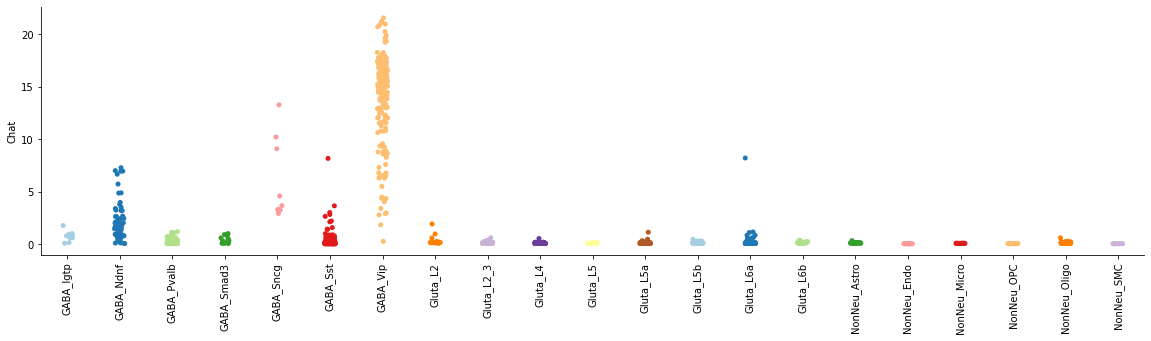 20
15
10
5
0
Chat
GABA_Igtp
GABA_Ndnf
GABA_Pvalb
GABA_Smad3
GABA_Sncg
GABA_Sst
GABA_Vip
Gluta_L2
Gluta_L2_3
Gluta_L4
Gluta_L5
Gluta_L5a
Gluta_L5b
Gluta_L6a
Gluta_L6b
NonNeu_Astro
NonNeu_Endo
NonNeu_Micro
NonNeu_OPC
NonNeu_Oligo
NonNeu_SMC